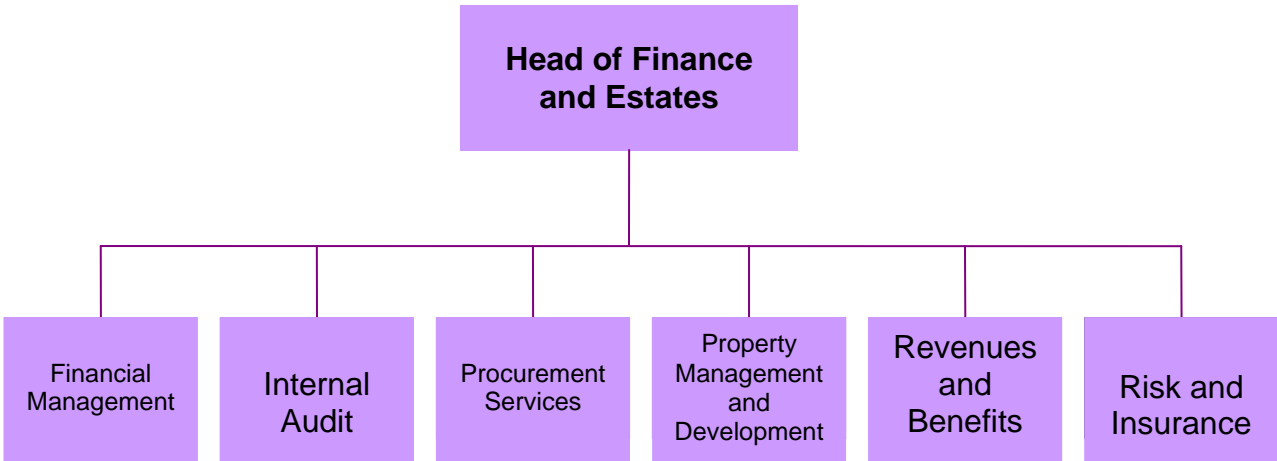 Head of Finance
and Estates
Financial
Management
Internal
Audit
Procurement
Services
Property
Management
and
Development
Revenues
and
Benefits
Risk and
Insurance